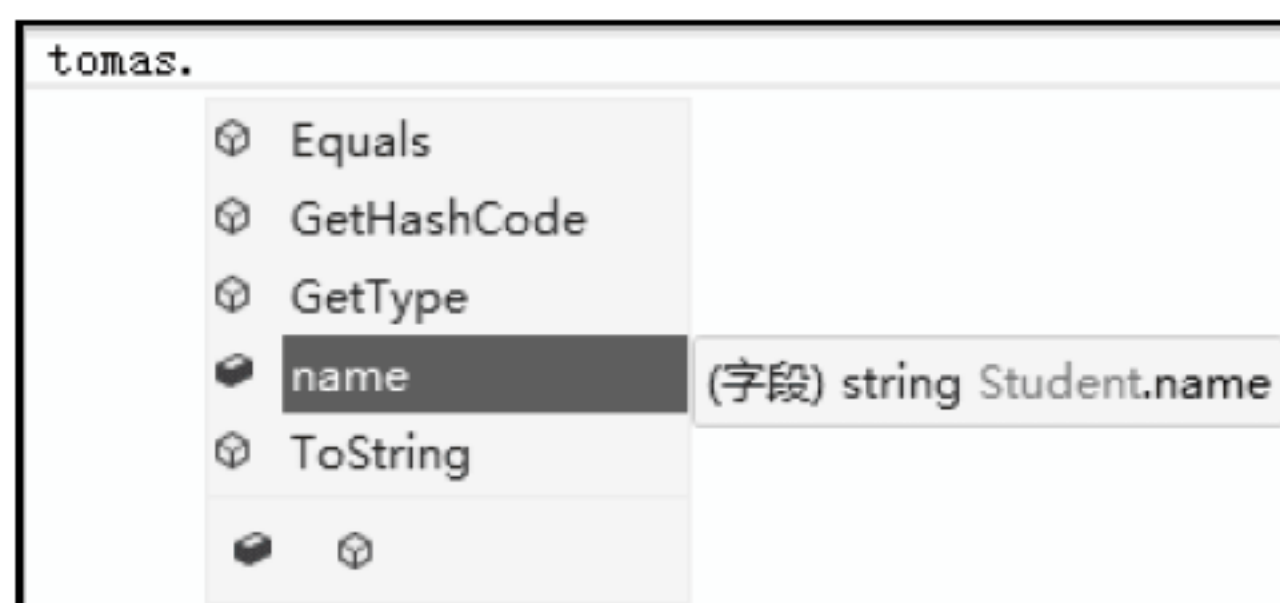 tomas.
Equals
GetHashCode
GetType
name
(字段) string Student.name
ToString